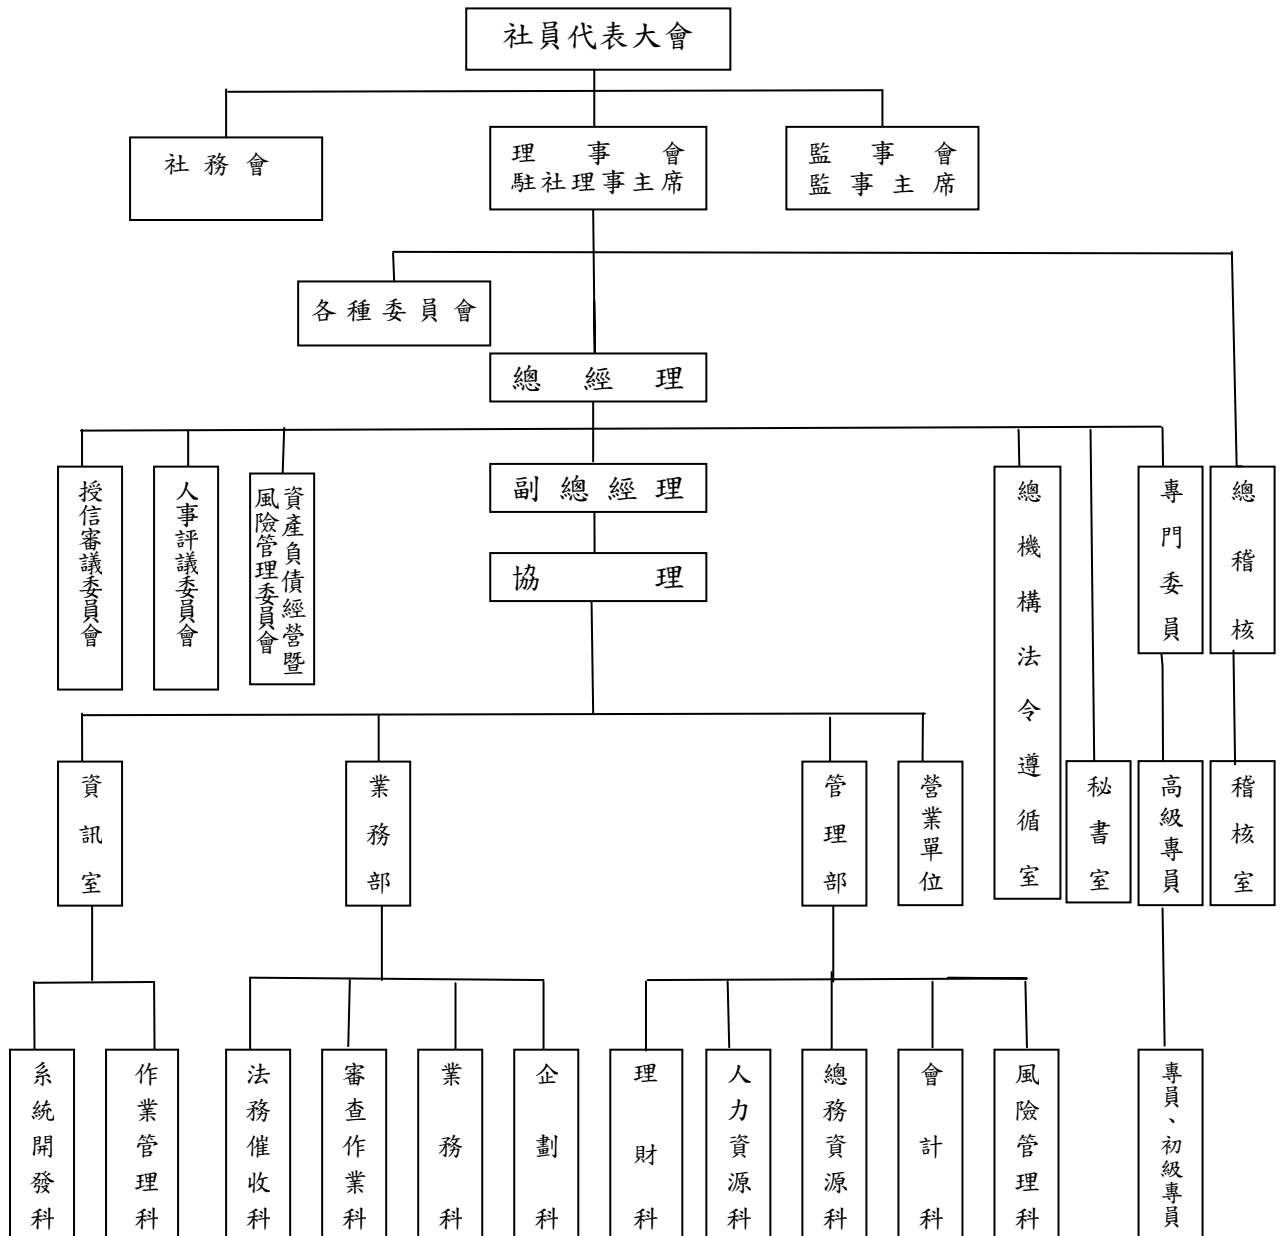 社員代表大會
社務會
理事會
駐社理事主席
監事會
監事主席
各種委員會
總經理
授信審議委員會
人事評議委員會
資產負債經營暨
風險管理委員會
副總經理
協理
總機構法令遵循室
專門委員
總稽核
資訊室
業務部
管理部
營業單位
秘書室
高級專員
稽核室
系統開發科
作業管理科
法務催收科
審查作業科
業務科
企劃科
理財科
人力資源科
總務資源科
會計科
風險管理科
專員、初級專員